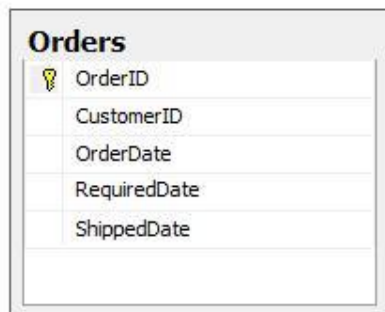 Orders
OrderID
CustomerID
OrderDate
RequiredDate
ShippedDate